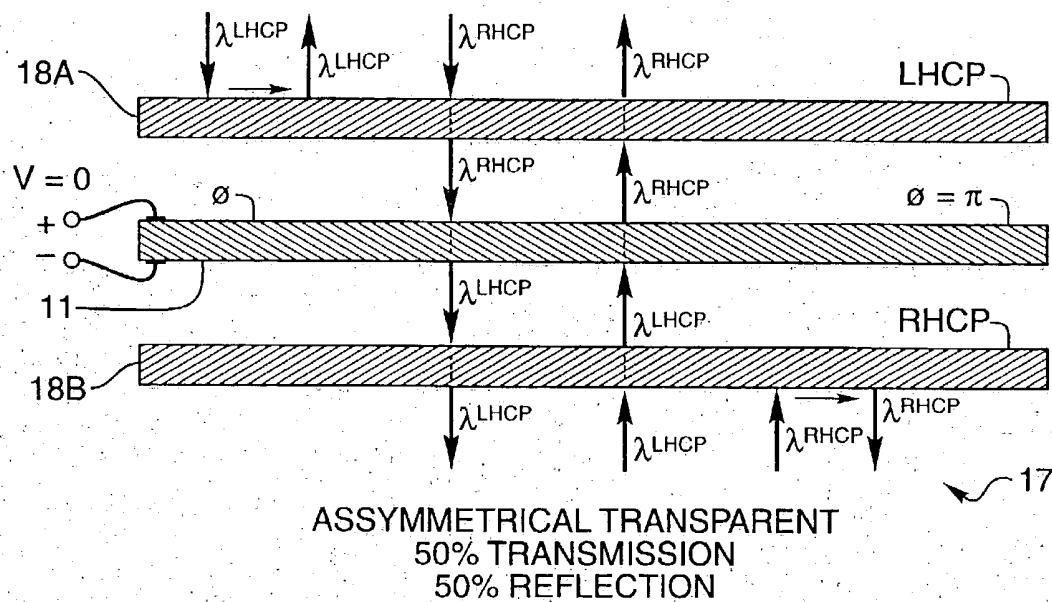 λLHCP λLHCP λRHCP λRHCP
18A LHCP
λRHCP λRHCP
V = 0
ø ø = π
+
−
11 λLHCP λLHCP RHCP
18B
λLHCP λLHCP λRHCP λRHCP
17
ASSYMMETRICAL TRANSPARENT
50% TRANSMISSION
50% REFLECTION